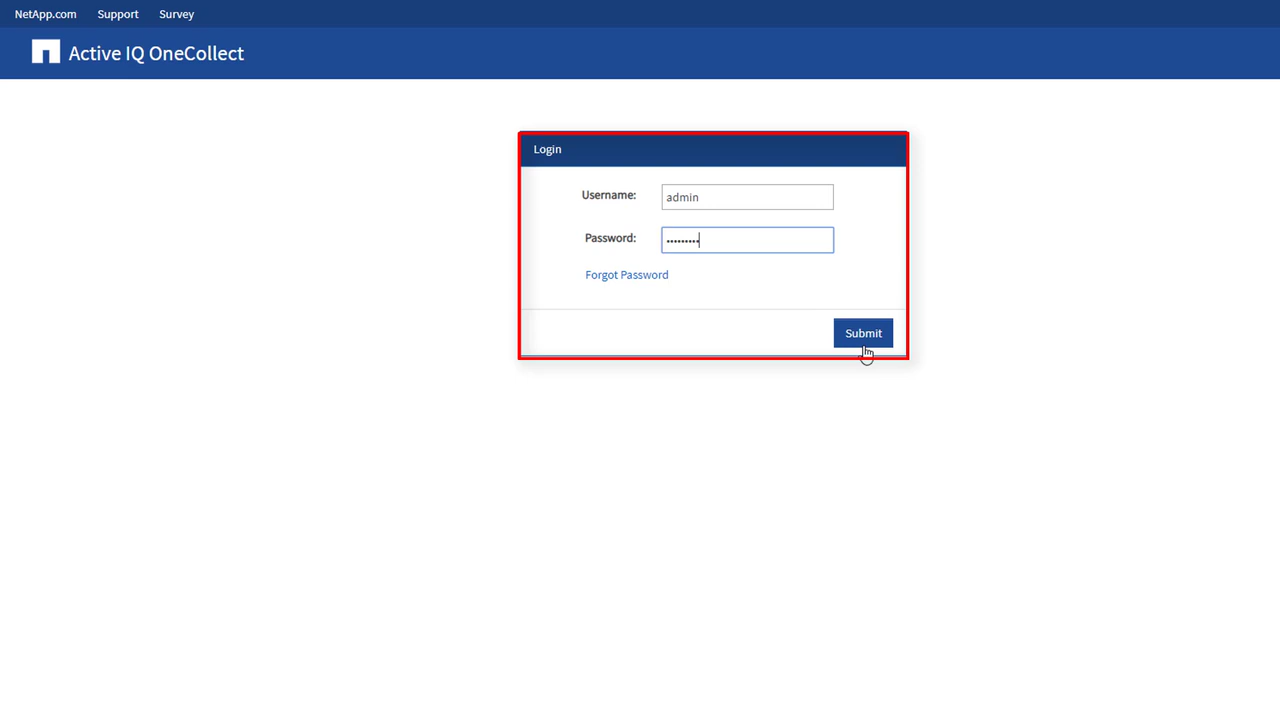 NetApp.com Support Survey
Active IQ OneCollect
Login
Username: admin
Password: •••••••••
Forgot Password
Submit